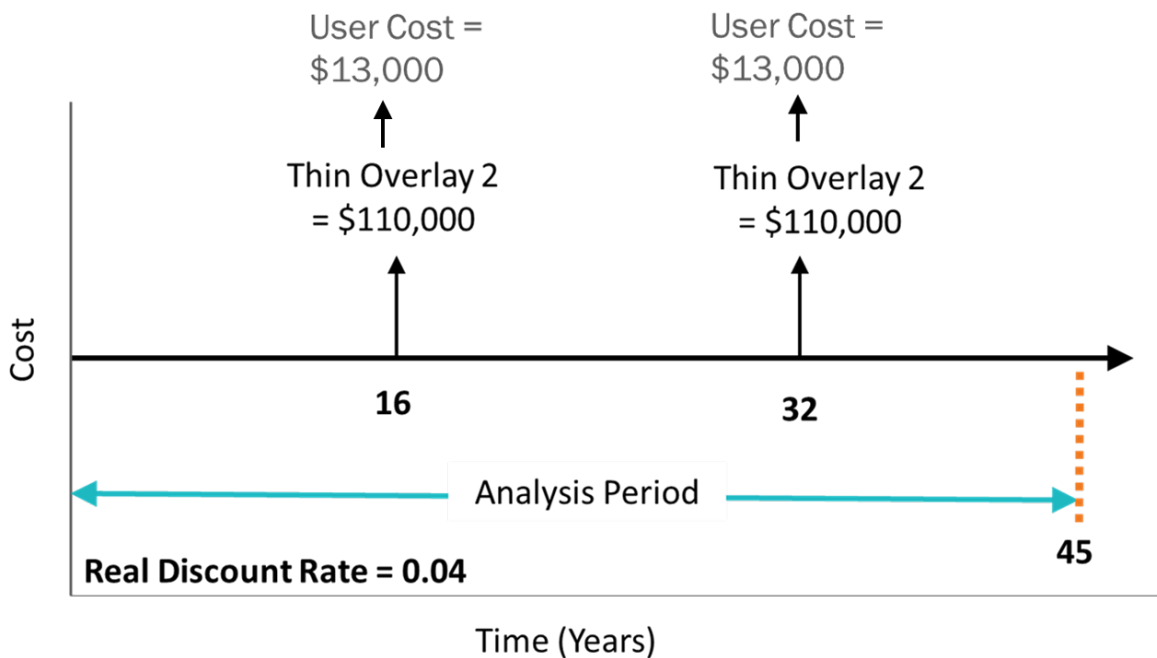 User Cost =
$13,000
User Cost =
$13,000
Thin Overlay 2
= $110,000
Thin Overlay 2
= $110,000
Cost
16
32
Analysis Period
45
Real Discount Rate = 0.04
Time (Years)